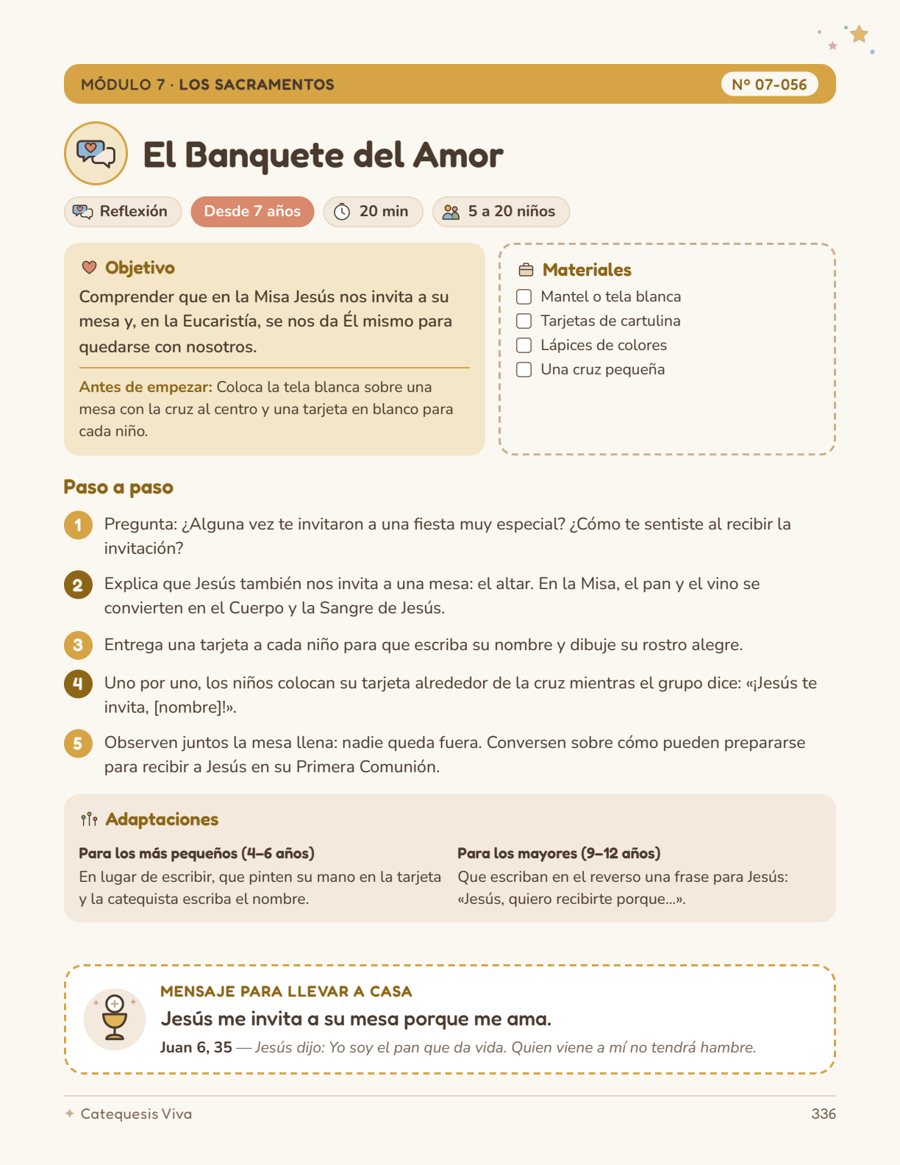 MÓDULO 7 · LOS SACRAMENTOS
Nº 07-056
El Banquete del Amor
Reflexión
Desde 7 años
20 min
5 a 20 niños
Objetivo
Comprender que en la Misa Jesús nos invita a su
mesa y, en la Eucaristía, se nos da Él mismo para
quedarse con nosotros.
Antes de empezar: Coloca la tela blanca sobre una
mesa con la cruz al centro y una tarjeta en blanco para
cada niño.
Materiales
Mantel o tela blanca
Tarjetas de cartulina
Lápices de colores
Una cruz pequeña
Paso a paso
1 Pregunta: ¿Alguna vez te invitaron a una fiesta muy especial? ¿Cómo te sentiste al recibir la
invitación?
2 Explica que Jesús también nos invita a una mesa: el altar. En la Misa, el pan y el vino se
convierten en el Cuerpo y la Sangre de Jesús.
3 Entrega una tarjeta a cada niño para que escriba su nombre y dibuje su rostro alegre.
4 Uno por uno, los niños colocan su tarjeta alrededor de la cruz mientras el grupo dice: «¡Jesús te
invita, [nombre]!».
5 Observen juntos la mesa llena: nadie queda fuera. Conversen sobre cómo pueden prepararse
para recibir a Jesús en su Primera Comunión.
Adaptaciones
Para los más pequeños (4–6 años)
En lugar de escribir, que pinten su mano en la tarjeta
y la catequista escriba el nombre.
Para los mayores (9–12 años)
Que escriban en el reverso una frase para Jesús:
«Jesús, quiero recibirte porque...».
MENSAJE PARA LLEVAR A CASA
Jesús me invita a su mesa porque me ama.
Juan 6, 35 — Jesús dijo: Yo soy el pan que da vida. Quien viene a mí no tendrá hambre.
Catequesis Viva
336